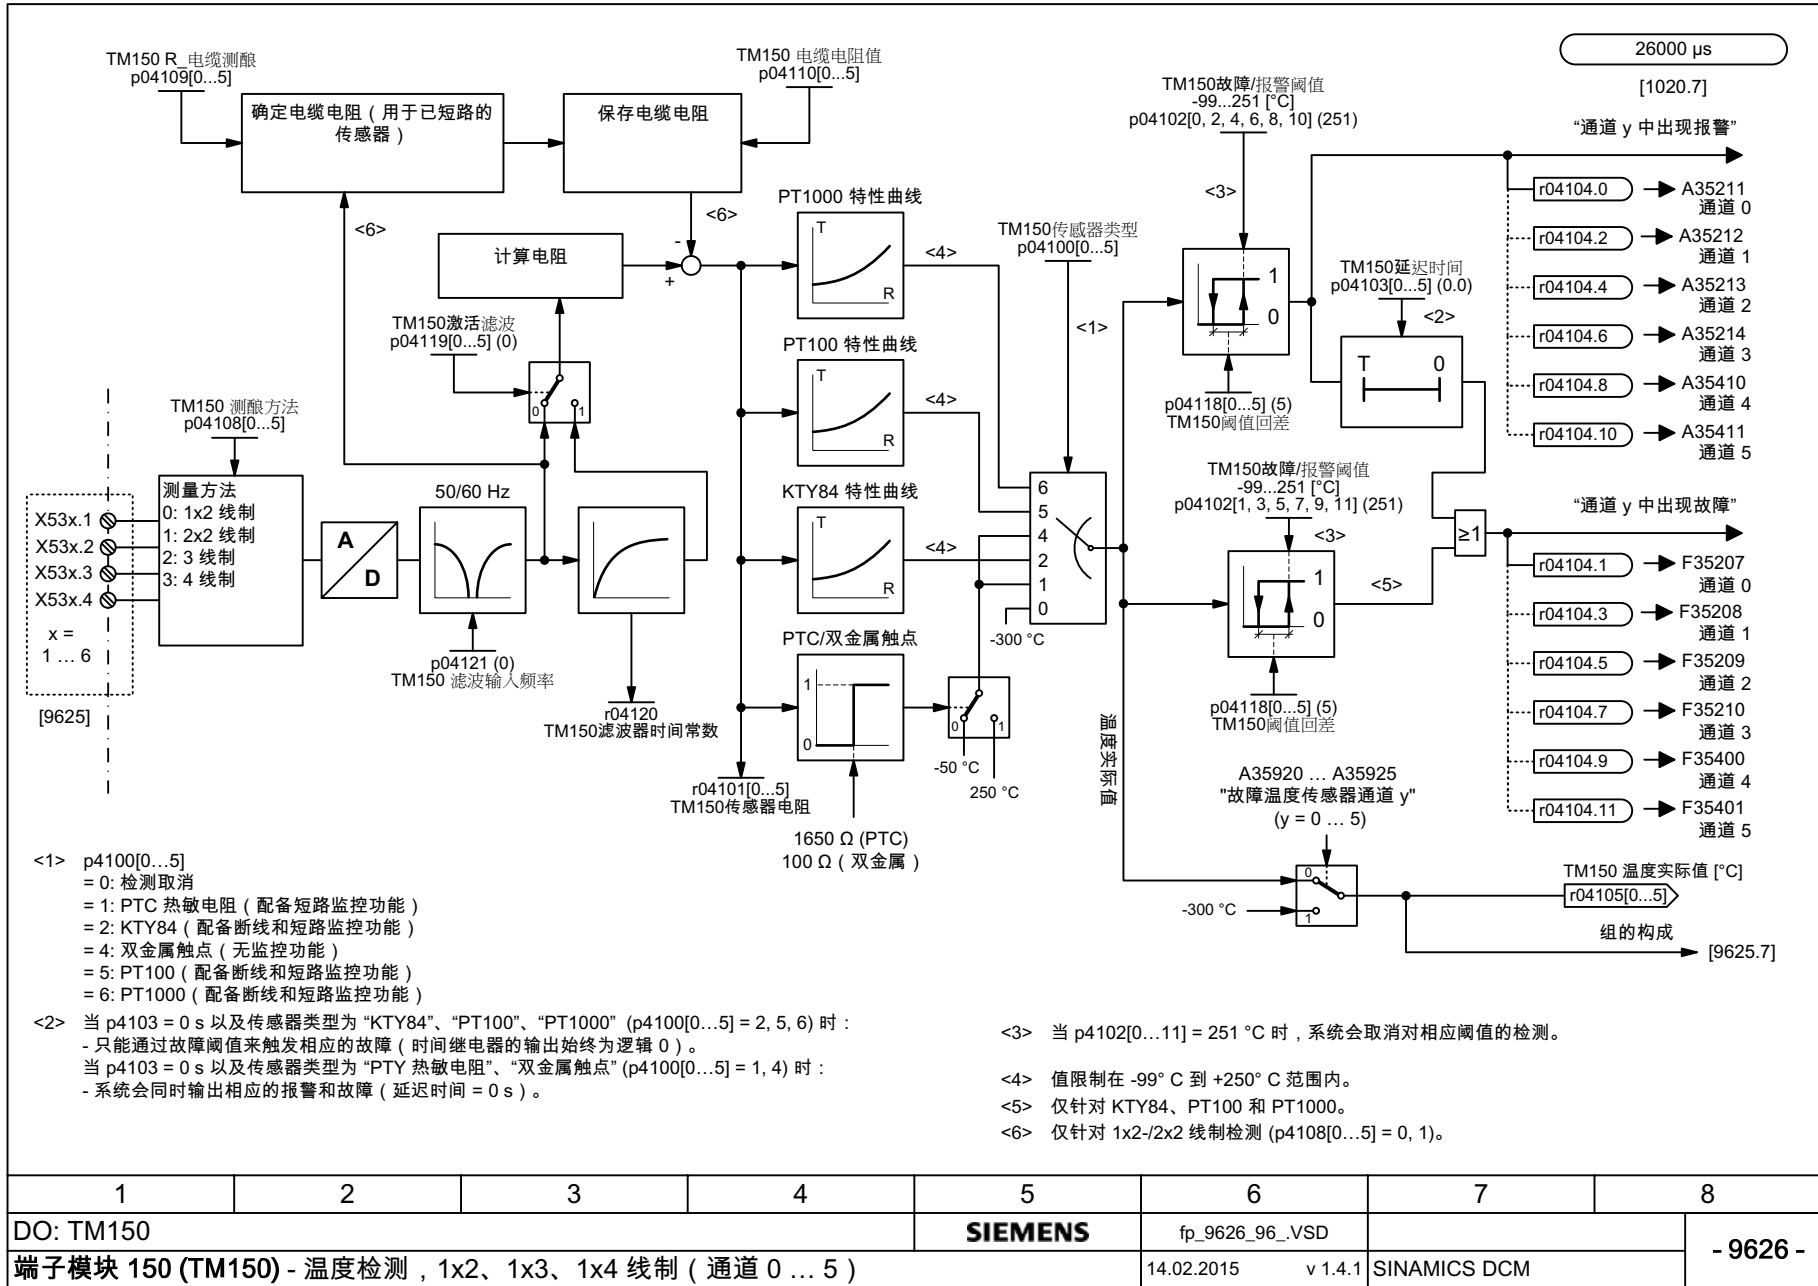 TM150 R_电缆测酿
p04109[0...5]
TM150 电缆电阻值
p04110[0...5]
确定电缆电阻（用于已短路的
传感器）
保存电缆电阻
<6>
<6>
计算电阻
-
+
TM150激活滤波
p04119[0...5] (0)
0
1
TM150 测酿方法
p04108[0...5]
X53x.1
X53x.2
X53x.3
X53x.4
x =
1 … 6
[9625]
测量方法
0: 1x2 线制
1: 2x2 线制
2: 3 线制
3: 4 线制
A
D
50/60 Hz
p04121 (0)
TM150 滤波输入频率
r04120
TM150滤波器时间常数
PT1000 特性曲线
T
R
<4>
PT100 特性曲线
T
R
<4>
KTY84 特性曲线
T
R
<4>
PTC/双金属触点
1
0
r04101[0...5]
TM150传感器电阻
1650 Ω (PTC)
100 Ω（双金属）
0
1
-50 °C
250 °C
TM150传感器类型
p04100[0...5]
<1>
6
5
4
2
1
0
-300 °C
温度实际值
TM150故障/报警阈值
-99...251 [°C]
p04102[0, 2, 4, 6, 8, 10] (251)
<3>
1
0
p04118[0...5] (5)
TM150阈值回差
TM150延迟时间
p04103[0...5] (0.0)
<2>
T
0
TM150故障/报警阈值
-99...251 [°C]
p04102[1, 3, 5, 7, 9, 11] (251)
<3>
1
0
<5>
p04118[0...5] (5)
TM150阈值回差
≥1
26000 µs
[1020.7]
“通道 y 中出现报警”
r04104.0 A35211
通道 0
r04104.2 A35212
通道 1
r04104.4 A35213
通道 2
r04104.6 A35214
通道 3
r04104.8 A35410
通道 4
r04104.10 A35411
通道 5
“通道 y 中出现故障”
r04104.1 F35207
通道 0
r04104.3 F35208
通道 1
r04104.5 F35209
通道 2
r04104.7 F35210
通道 3
r04104.9 F35400
通道 4
r04104.11 F35401
通道 5
A35920 … A35925
"故障温度传感器通道 y"
(y = 0 … 5)
0
1
-300 °C
TM150 温度实际值 [°C]
r04105[0...5]
组的构成
[9625.7]
<1> p4100[0…5]
= 0: 检测取消
= 1: PTC 热敏电阻（配备短路监控功能）
= 2: KTY84（配备断线和短路监控功能）
= 4: 双金属触点（无监控功能）
= 5: PT100（配备断线和短路监控功能）
= 6: PT1000（配备断线和短路监控功能）
<2> 当 p4103 = 0 s 以及传感器类型为 “KTY84”、“PT100”、“PT1000” (p4100[0…5] = 2, 5, 6) 时：
- 只能通过故障阈值来触发相应的故障（时间继电器的输出始终为逻辑 0）。
当 p4103 = 0 s 以及传感器类型为 “PTY 热敏电阻”、“双金属触点” (p4100[0…5] = 1, 4) 时：
- 系统会同时输出相应的报警和故障（延迟时间 = 0 s）。
<3> 当 p4102[0…11] = 251 °C 时，系统会取消对相应阈值的检测。
<4> 值限制在 -99° C 到 +250° C 范围内。
<5> 仅针对 KTY84、PT100 和 PT1000。
<6> 仅针对 1x2-/2x2 线制检测 (p4108[0…5] = 0, 1)。
1 2 3 4 5 6 7 8
DO: TM150
SIEMENS
fp_9626_96_.VSD
- 9626 -
端子模块 150 (TM150) - 温度检测，1x2、1x3、1x4 线制（通道 0 … 5）
14.02.2015 v 1.4.1 SINAMICS DCM